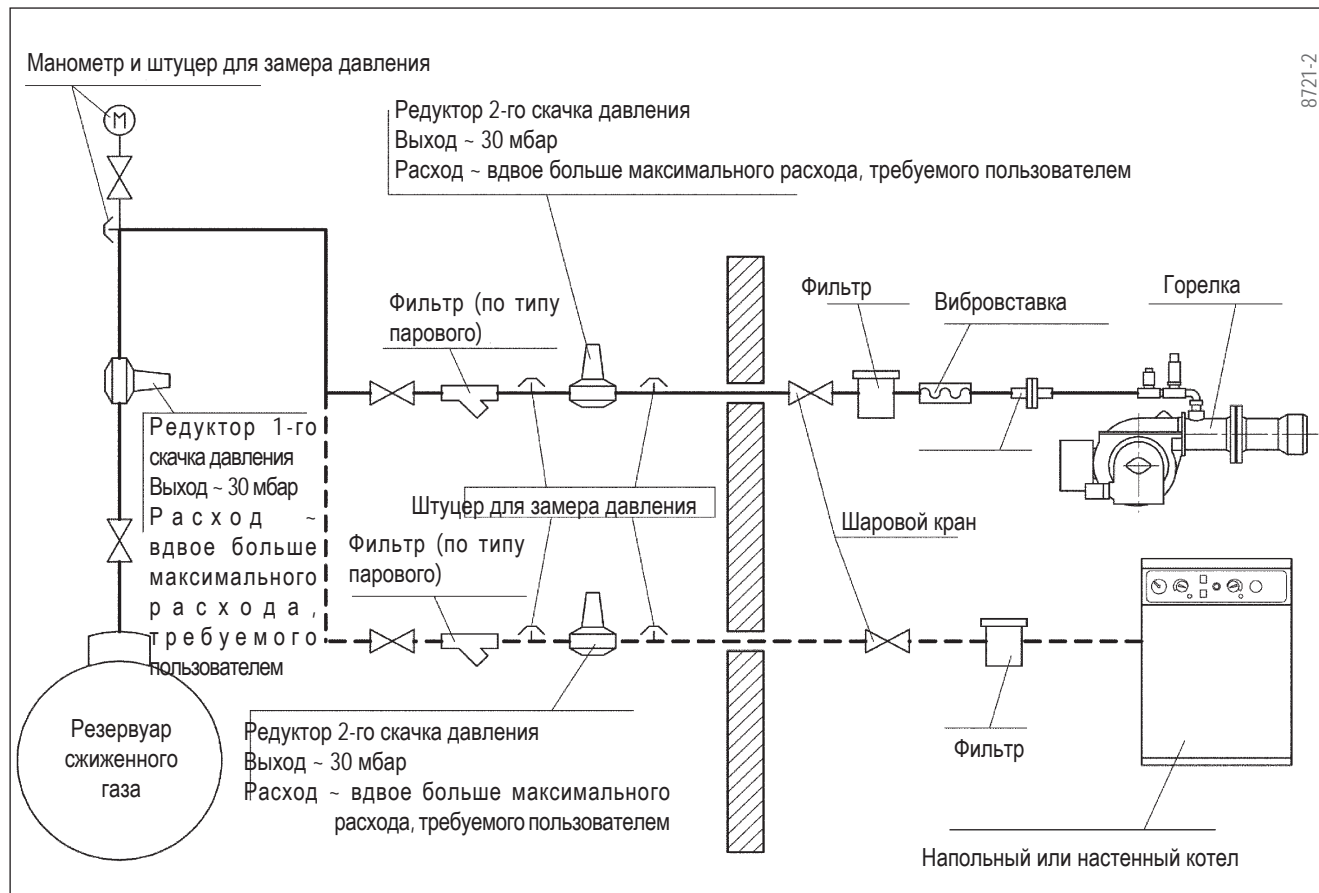 Манометр и штуцер для замера давления
8721-2
M
Редуктор 2-го скачка давления
Выход ~ 30 мбар
Расход ~ вдвое больше максимального расхода, требуемого пользователем
Фильтр (по типу
парового)
Фильтр
Вибровставка
Горелка
Редуктор 1-го
скачка давления
Выход ~ 30 мбар
Расход ~
вдвое больше
максимального
расхода,
требуемого
пользователем
Штуцер для замера давления
Шаровой кран
Фильтр (по типу
парового)
Резервуар
сжиженного
газа
Редуктор 2-го скачка давления
Выход ~ 30 мбар
Расход ~ вдвое больше максимального
расхода, требуемого пользователем
Фильтр
Напольный или настенный котел